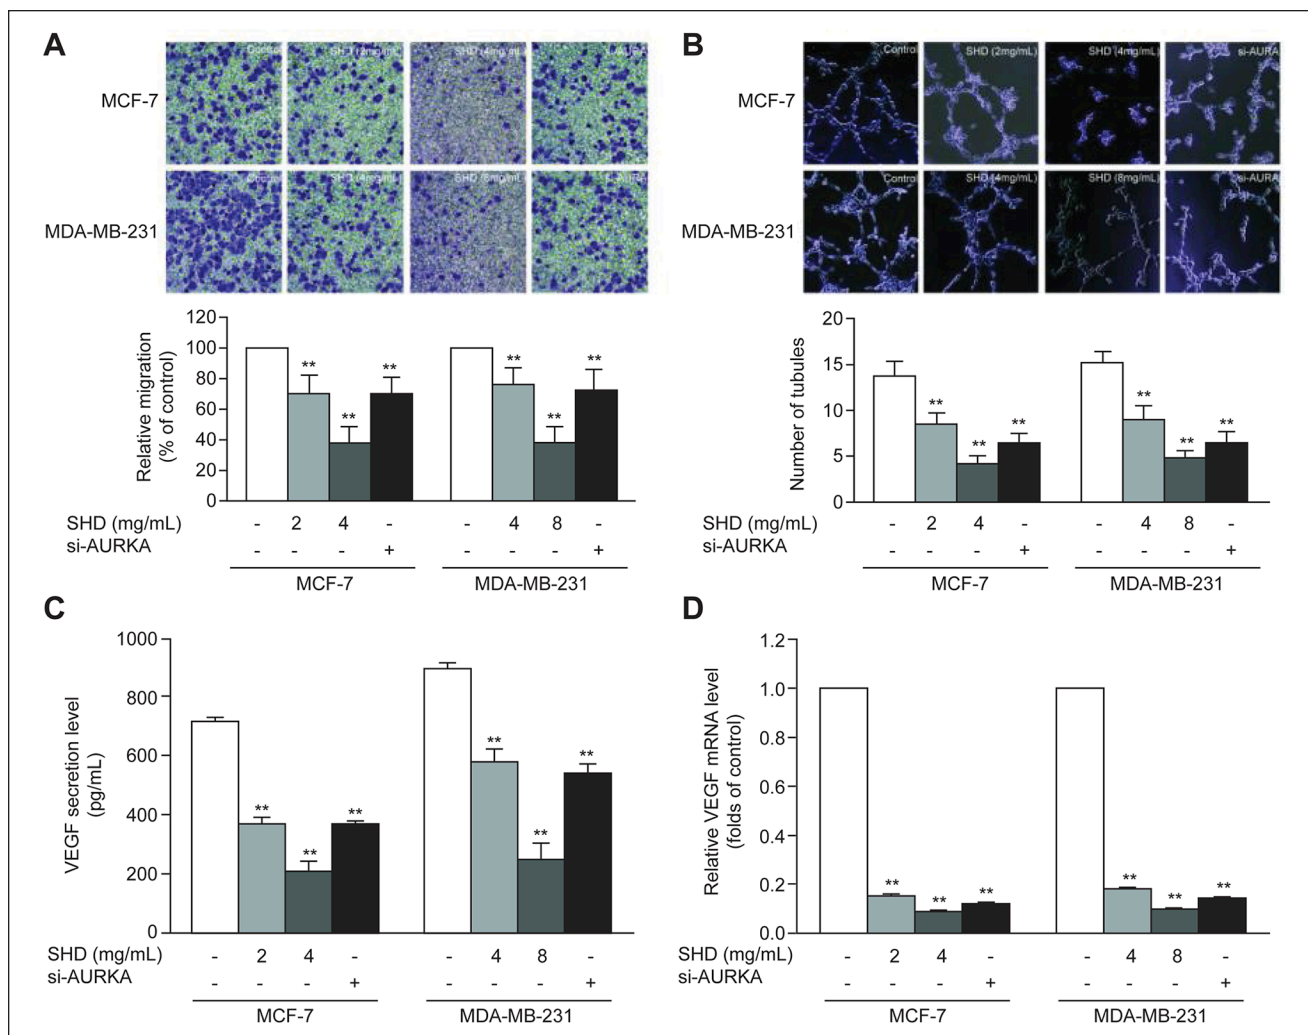 A
Control SHD (2mg/mL) SHD (4mg/mL) si-AURA
MCF-7
Control SHD (4mg/mL) SHD (8mg/mL) si-AURA
MDA-MB-231
120
100
80
60
40
20
0
Relative migration
(% of control)
** ** ** ** ** **
SHD (mg/mL) - 2 4 - - 4 8 -
si-AURKA - - - + - - - +
MCF-7 MDA-MB-231
B
Control SHD (2mg/mL) SHD (4mg/mL) si-AURA
MCF-7
Control SHD (4mg/mL) SHD (8mg/mL) si-AURA
MDA-MB-231
20
15
10
5
0
Number of tubules
** ** ** ** ** **
SHD (mg/mL) - 2 4 - - 4 8 -
si-AURKA - - - + - - - +
MCF-7 MDA-MB-231
C
1000
800
600
400
200
0
VEGF secretion level
(pg/mL)
** ** ** ** ** **
SHD (mg/mL) - 2 4 - - 4 8 -
si-AURKA - - - + - - - +
MCF-7 MDA-MB-231
D
1.2
1.0
0.8
0.6
0.4
0.2
0.0
Relative VEGF mRNA level
(folds of control)
** ** ** ** ** **
SHD (mg/mL) - 2 4 - - 4 8 -
si-AURKA - - - + - - - +
MCF-7 MDA-MB-231